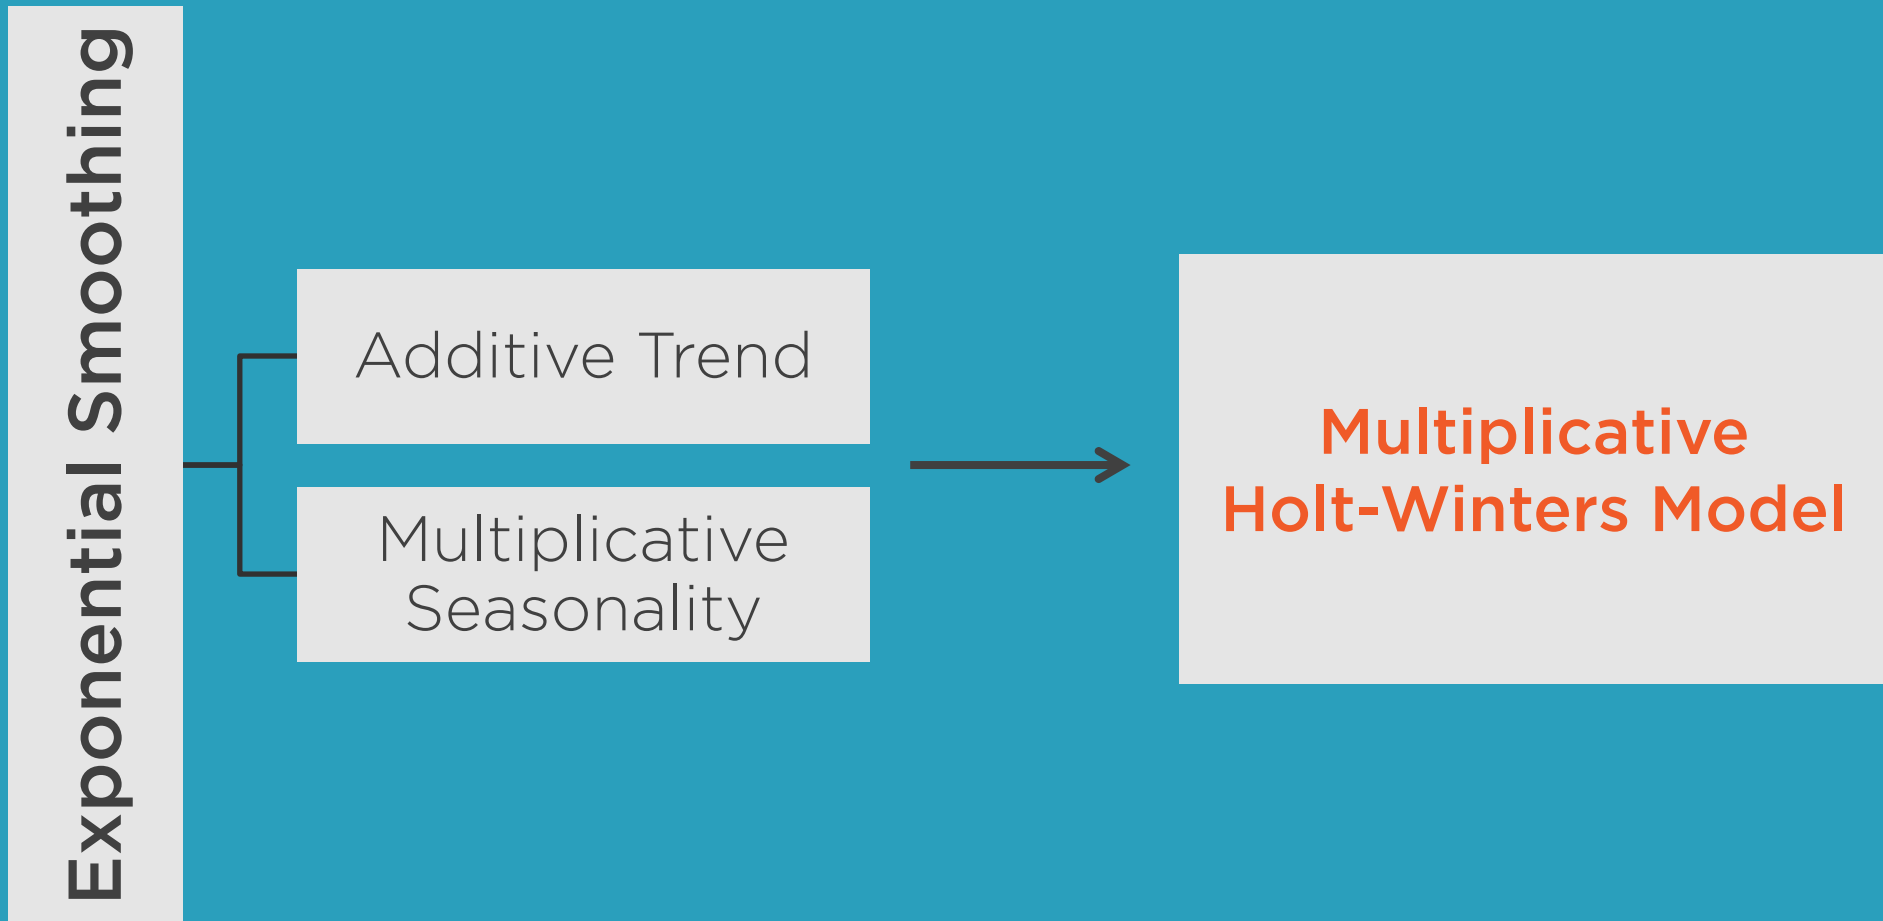 Exponential Smoothing
Additive Trend
Multiplicative
Seasonality
Multiplicative
Holt-Winters Model